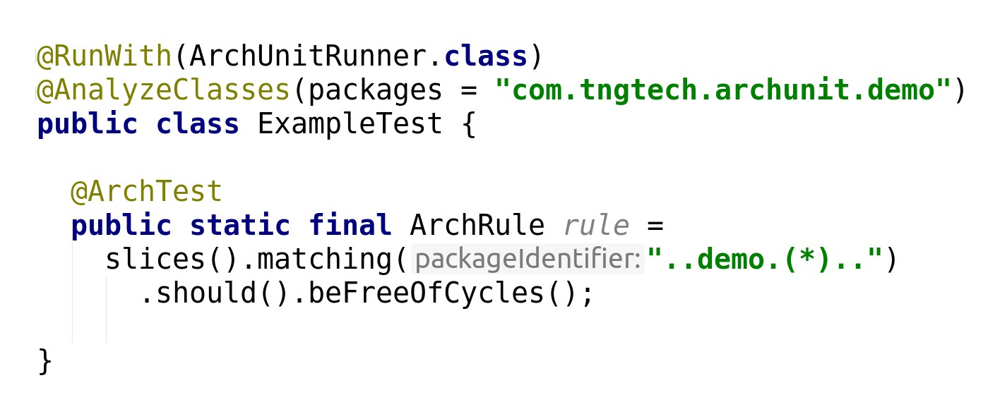 @RunWith(ArchUnitRunner.class)
@AnalyzeClasses(packages = "com.tngtech.archunit.demo")
public class ExampleTest {
@ArchTest
public static final ArchRule rule =
slices().matching( packageIdentifier: "..demo.(*)..")
.should().beFreeOfCycles();
}